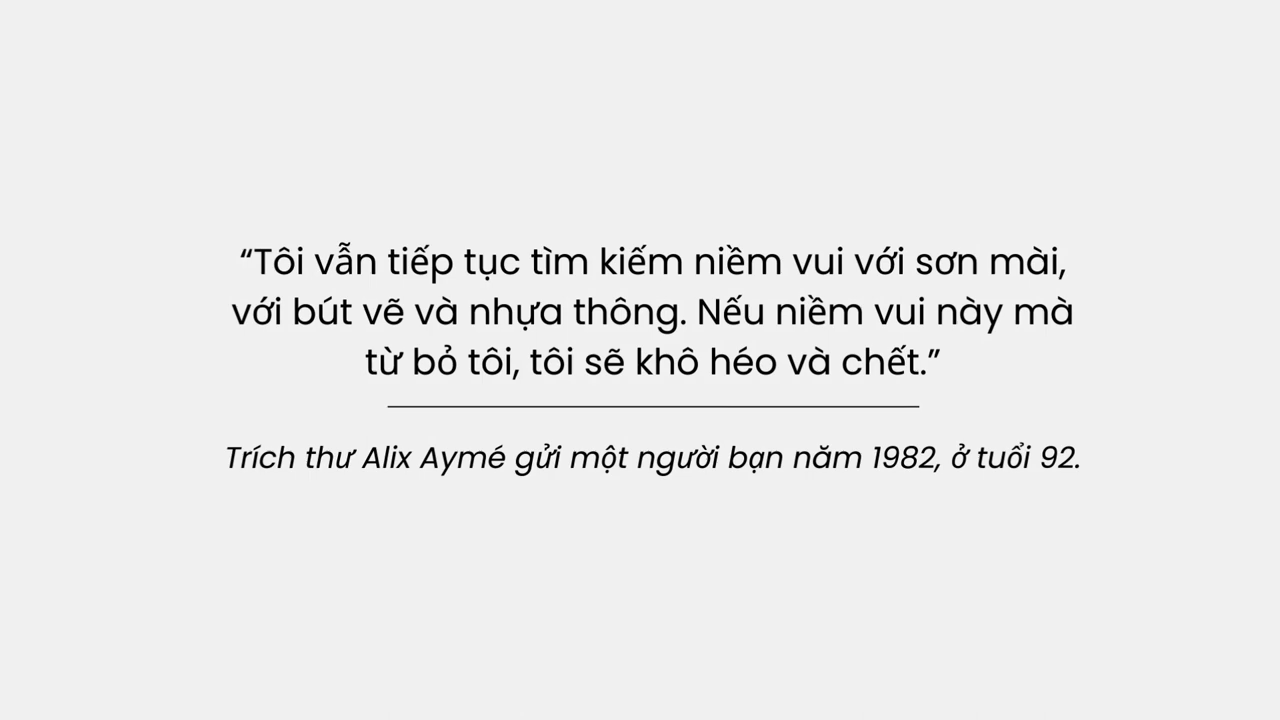 “Tôi vẫn tiếp tục tìm kiếm niềm vui với sơn mài,
với bút vẽ và nhựa thông. Nếu niềm vui này mà
từ bỏ tôi, tôi sẽ khô héo và chết.”
Trích thư Alix Aymé gửi một người bạn năm 1982, ở tuổi 92.